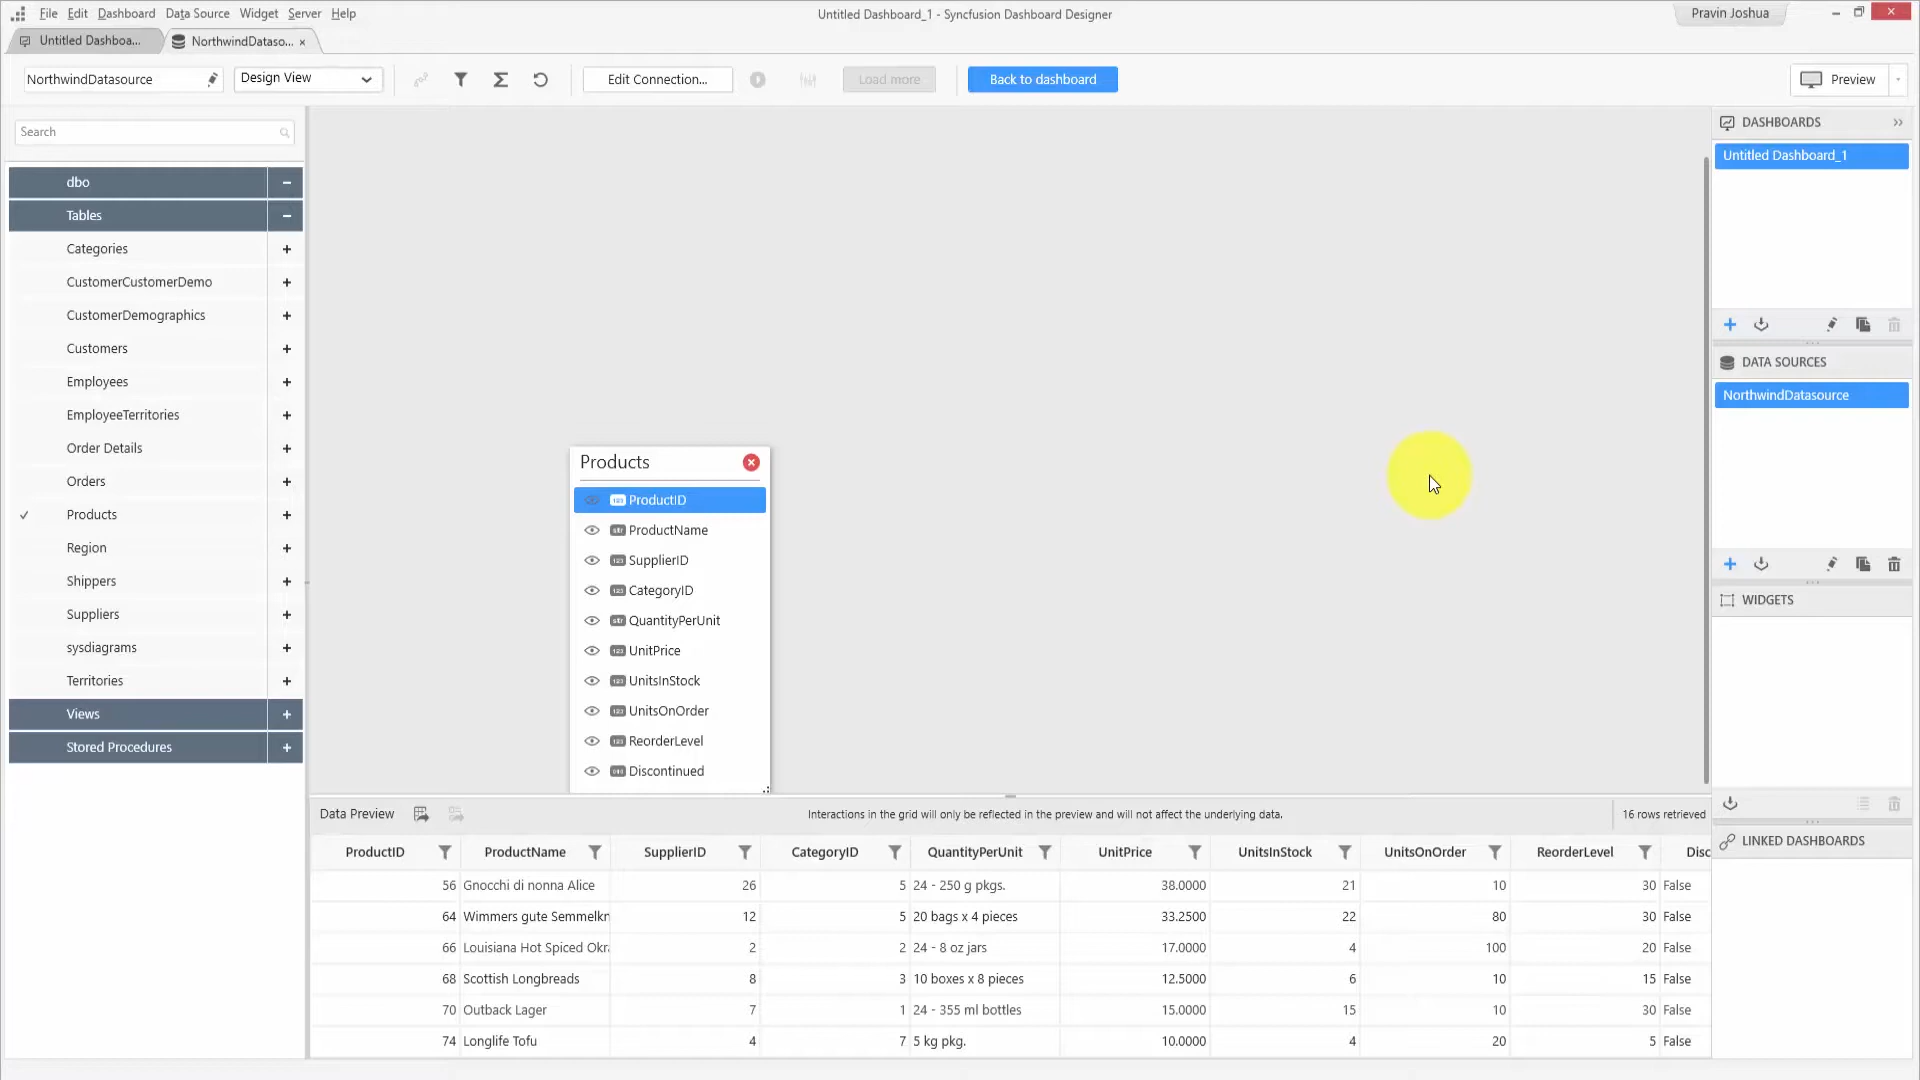 File Edit Dashboard Data Source Widget Server Help
Untitled Dashboard_1 - Syncfusion Dashboard Designer
Pravin Joshua
Untitled Dashboa...
NorthwindDataso...
NorthwindDatasource
Design View
Edit Connection...
Load more
Back to dashboard
Preview
Search
dbo
Tables
Categories
CustomerCustomerDemo
CustomerDemographics
Customers
Employees
EmployeeTerritories
Order Details
Orders
Products
Region
Shippers
Suppliers
sysdiagrams
Territories
Views
Stored Procedures
Products
123 ProductID
str ProductName
123 SupplierID
123 CategoryID
str QuantityPerUnit
123 UnitPrice
123 UnitsInStock
123 UnitsOnOrder
123 ReorderLevel
Discontinued
DASHBOARDS
Untitled Dashboard_1
DATA SOURCES
NorthwindDatasource
WIDGETS
LINKED DASHBOARDS
Data Preview
Interactions in the grid will only be reflected in the preview and will not affect the underlying data.
16 rows retrieved
ProductID ProductName SupplierID CategoryID QuantityPerUnit UnitPrice UnitsInStock UnitsOnOrder ReorderLevel Disc
56 Gnocchi di nonna Alice 26 5 24 - 250 g pkgs. 38.0000 21 10 30 False
64 Wimmers gute Semmelkn 12 5 20 bags x 4 pieces 33.2500 22 80 30 False
66 Louisiana Hot Spiced Okr 2 2 24 - 8 oz jars 17.0000 4 100 20 False
68 Scottish Longbreads 8 3 10 boxes x 8 pieces 12.5000 6 10 15 False
70 Outback Lager 7 1 24 - 355 ml bottles 15.0000 15 10 30 False
74 Longlife Tofu 4 7 5 kg pkg. 10.0000 4 20 5 False